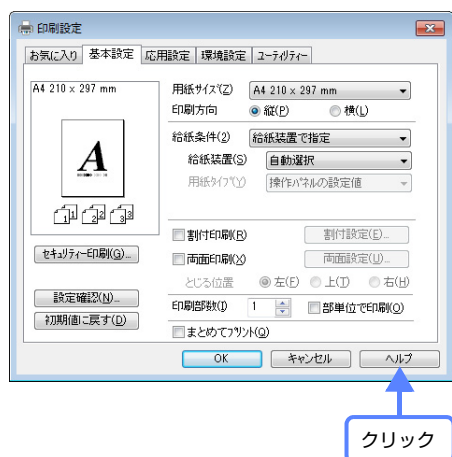 印刷設定
お気に入り 基本設定 応用設定 環境設定 ユーティリティー
A4 210 x 297 mm
A
1 1 2 2 3 3
セキュリティー印刷(G)...
設定確認(N)...
初期値に戻す(D)
用紙サイズ(Z) A4 210 x 297 mm
印刷方向 縦(P) 横(L)
給紙条件(2) 給紙装置で指定
給紙装置(S) 自動選択
用紙タイプ(Y) 操作パネルの設定値
割付印刷(R) 割付設定(E)...
両面印刷(X) 両面設定(U)...
とじる位置 左(F) 上(T) 右(H)
印刷部数(I) 1 部単位で印刷(O)
まとめてプリント(Q)
OK キャンセル ヘルプ
クリック